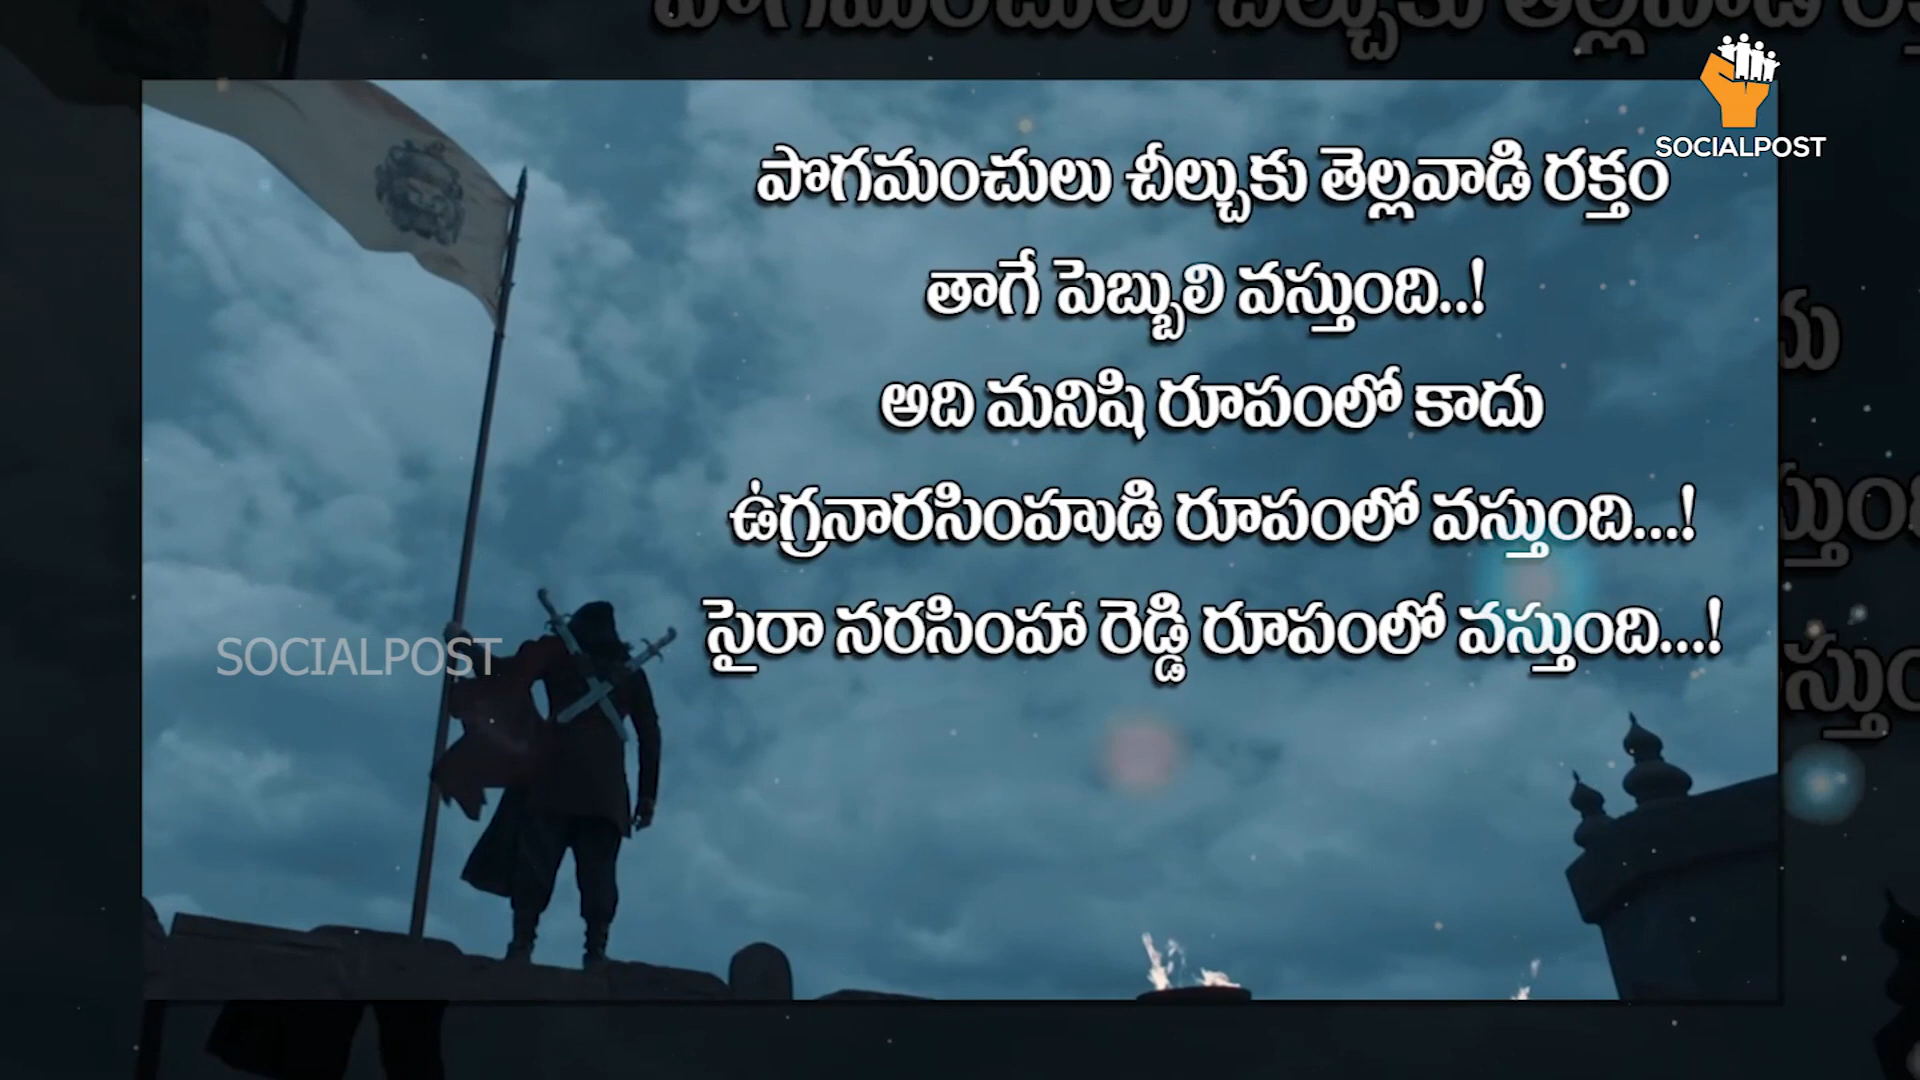 SOCIALPOST
పొగమంచులు చీల్చుకు తెల్లవాడి రక్తం
తాగే పెబ్బులి వస్తుంది..!
అది మనిషి రూపంలో కాదు
ఉగ్రనారసింహుడి రూపంలో వస్తుంది...!
సైరా నరసింహా రెడ్డి రూపంలో వస్తుంది...!
SOCIALPOST